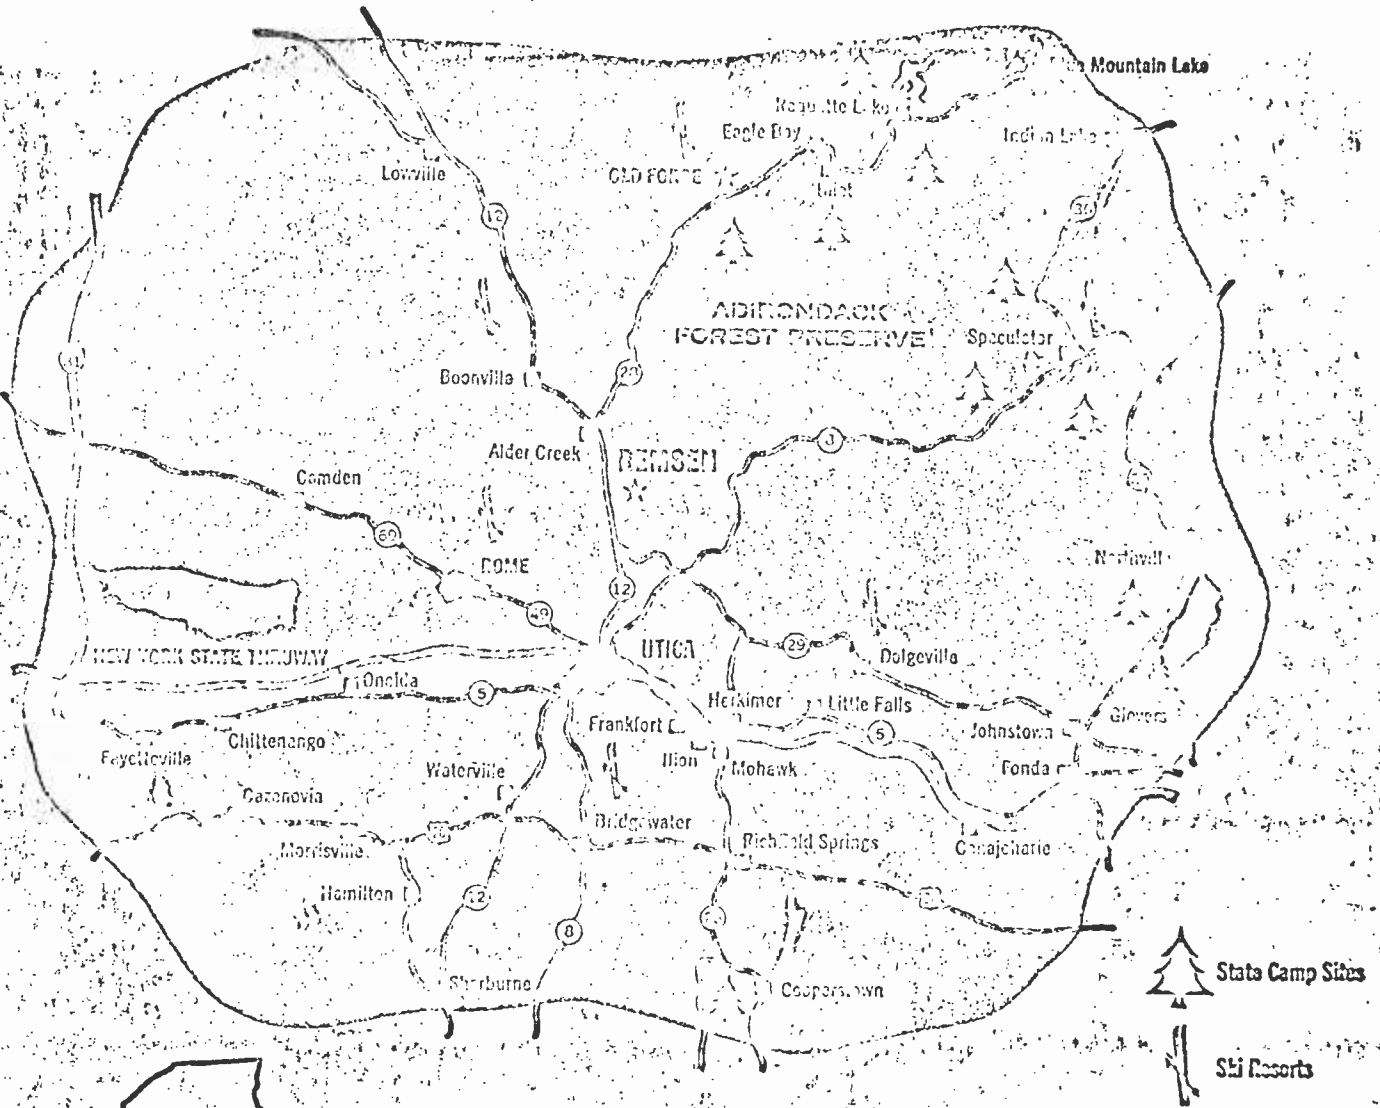 Mountain Lake
Eagle Bay
Indian Lake
Lowville
OLD FORGE
Inlet
12
ADIRONDACK
FOREST PRESERVE
Speculator
Boonville
28
Alder Creek
REMSEN
Camden
69
ROME
12
49
NEW YORK STATE THRUWAY
UTICA
29
Dolgeville
Oneida
5
Herkimer
Little Falls
Frankfort
5
Johnstown
Chittenango
Fayetteville
Ilion
Mohawk
Fonda
Waterville
Cazenovia
Bridgewater
Morrisville
Richfield Springs
Canajoharie
Hamilton
12
8
Sherburne
Cooperstown
State Camp Sites
Ski Resorts